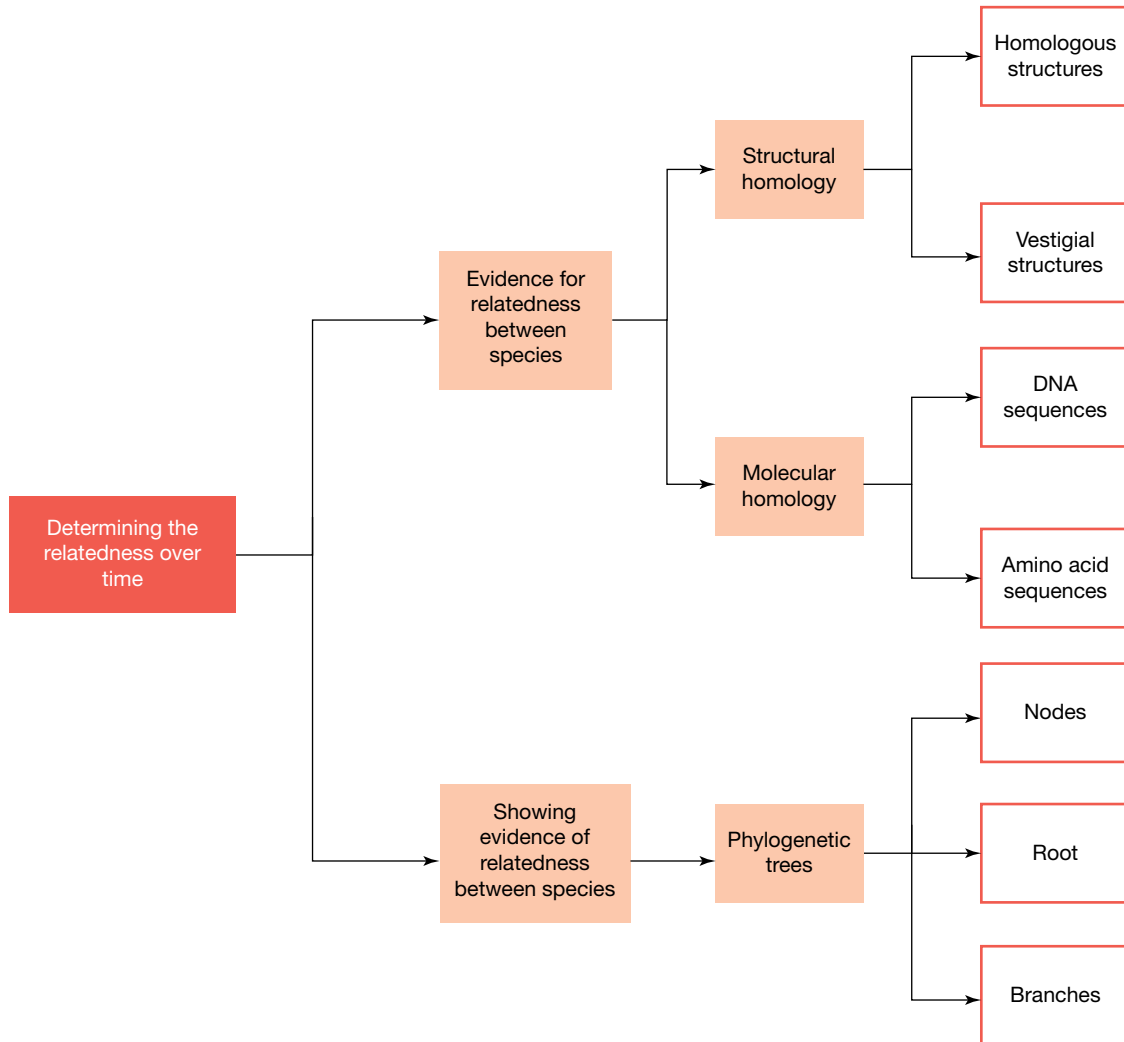 Homologous
structures
Structural
homology
Vestigial
structures
Evidence for
relatedness
between
species
DNA
sequences
Molecular
homology
Determining the
relatedness over
time
Amino acid
sequences
Nodes
Showing
evidence of
relatedness
between species
Phylogenetic
trees
Root
Branches